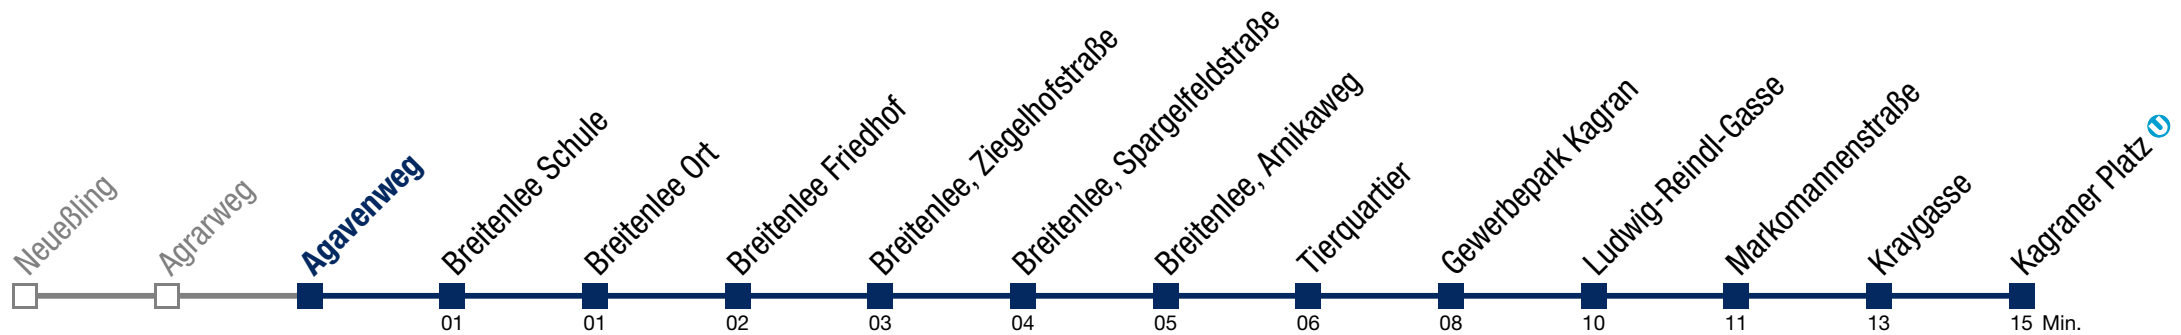 Neueßling
Agrarweg
Agavenweg
Breitenlee Schule
Breitenlee Ort
Breitenlee Friedhof
Breitenlee, Ziegelhofstraße
Breitenlee, Spargelfeldstraße
Breitenlee, Arnikaweg
Tierquartier
Gewerbepark Kagran
Ludwig-Reindl-Gasse
Markomannenstraße
Kraygasse
Kagraner Platz U
01 01 02 03 04 05 06 08 10 11 13 15 Min.